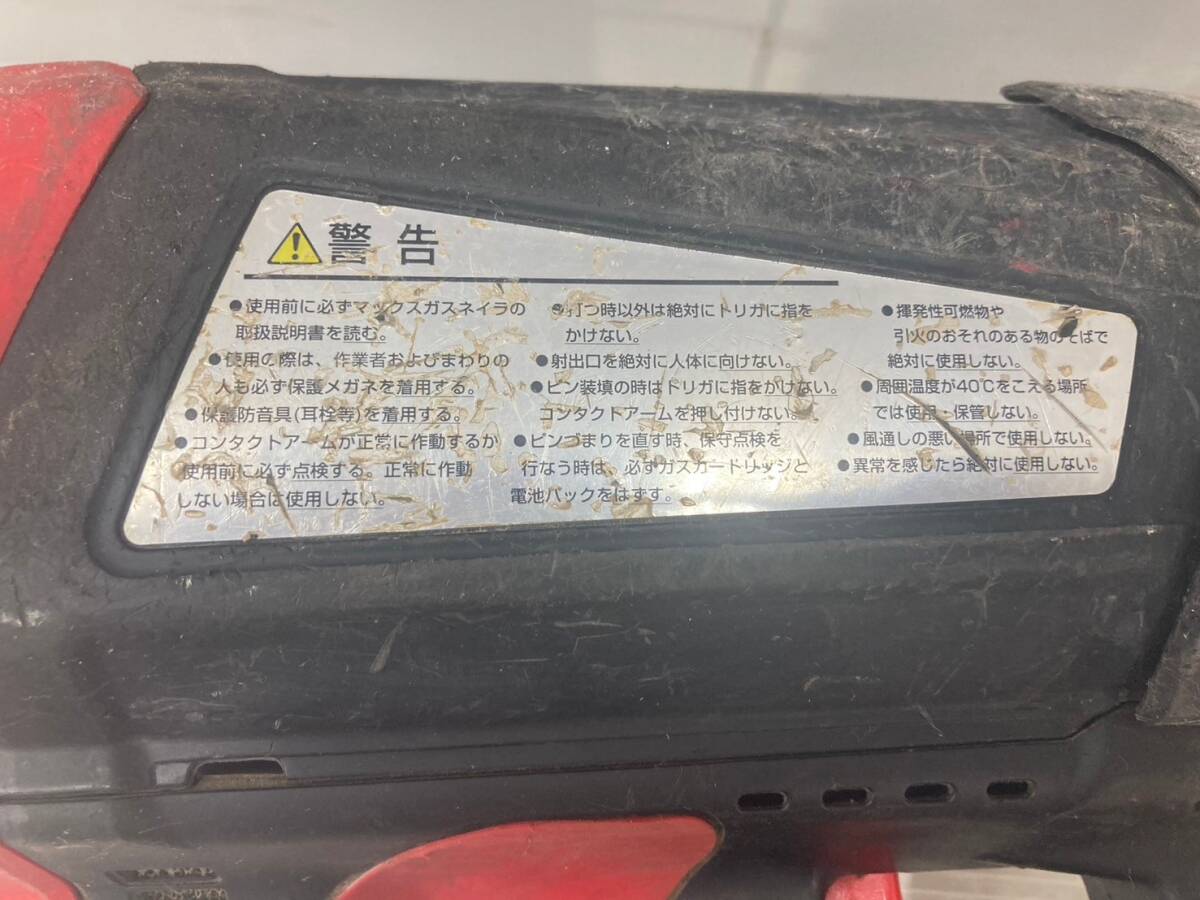 警告
●使用前に必ずマックスガスネイラの
取扱説明書を読む。
●使用の際は、作業者およびまわりの
人も必ず保護メガネを着用する。
●保護防音具(耳栓等)を着用する。
●コンタクトアームが正常に作動するか
使用前に必ず点検する。正常に作動
しない場合は使用しない。
●打つ時以外は絶対にトリガに指を
かけない。
●射出口を絶対に人体に向けない。
●ピン装填の時はトリガに指をかけない。
コンタクトアームを押し付けない。
●ピンづまりを直す時、保守点検を
行なう時は、必ずガスカートリッジと
電池パックをはずす。
●揮発性可燃物や
引火のおそれのある物のそばで
絶対に使用しない。
●周囲温度が40℃をこえる場所
では使用・保管しない。
●風通しの悪い場所で使用しない。
●異常を感じたら絶対に使用しない。